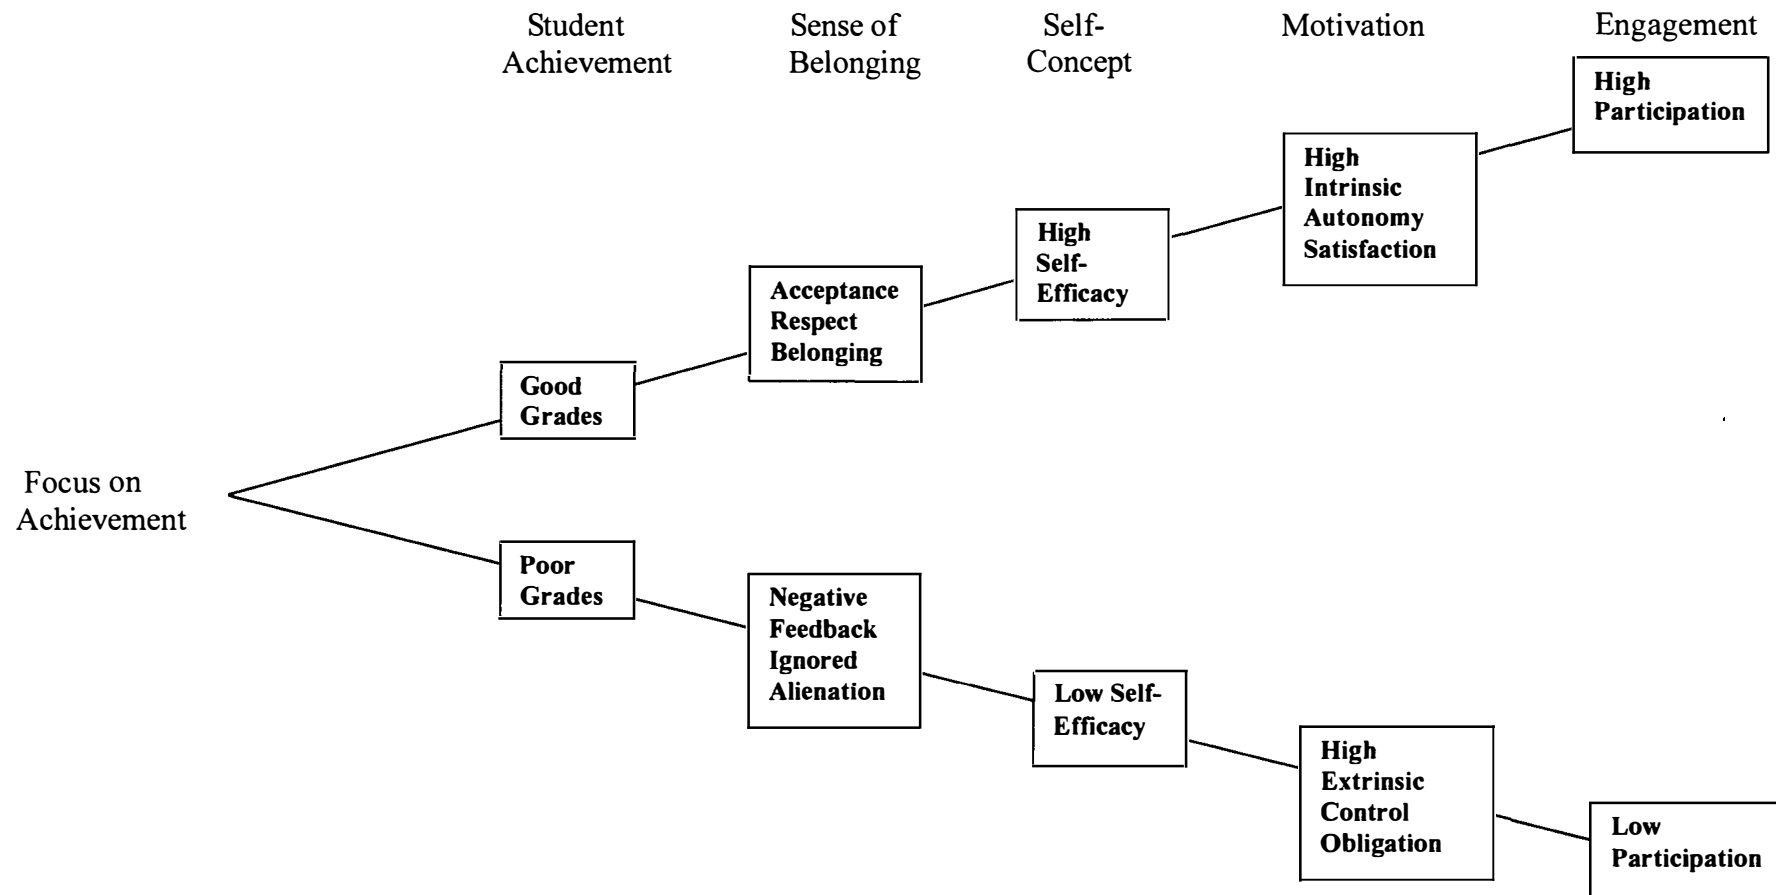 Student
Achievement
Sense of
Belonging
Self-
Concept
Motivation
Engagement
High
Participation
High
Intrinsic
Autonomy
Satisfaction
High
Self-
Efficacy
Acceptance
Respect
Belonging
Good
Grades
Focus on
Achievement
Poor
Grades
Negative
Feedback
Ignored
Alienation
Low Self-
Efficacy
High
Extrinsic
Control
Obligation
Low
Participation